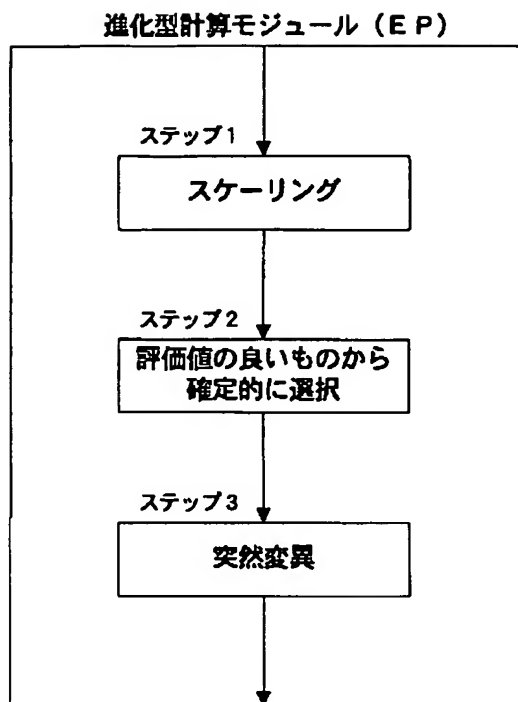 進化型計算モジュール（ＥＰ）
ステップ1
スケーリング
ステップ2
評価値の良いものから
確定的に選択
ステップ3
突然変異